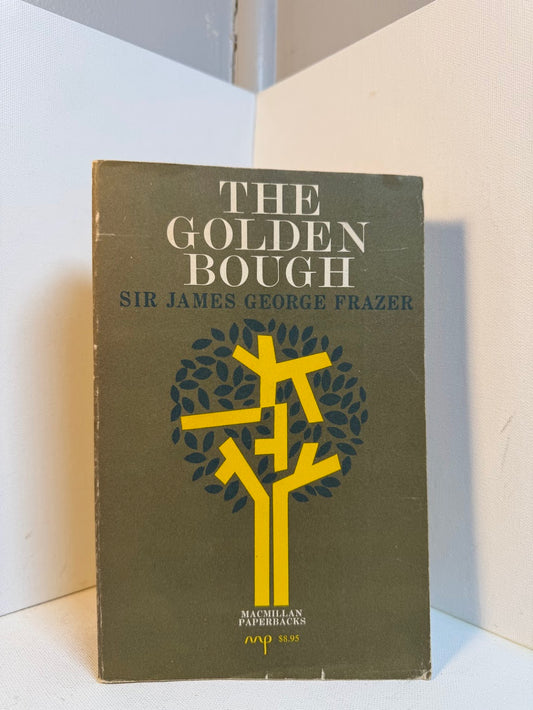 THE
GOLDEN
BOUGH
SIR JAMES GEORGE FRAZER
MACMILLAN
PAPERBACKS
mp $8.95